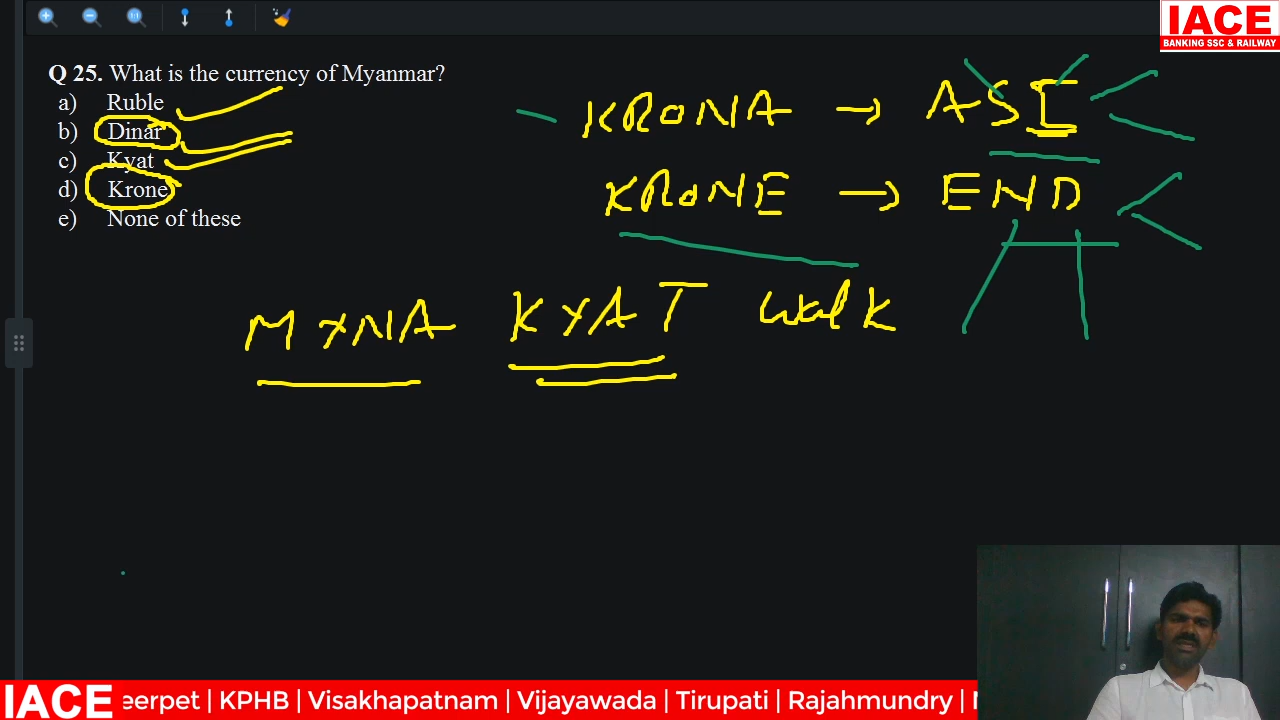 IACE
BANKING SSC & RAILWAY
Q 25. What is the currency of Myanmar?
a) Ruble
b) Dinar
c) Kyat
d) Krone
e) None of these
KRONA → ASI
KRONE → END
MYNA KYAT walk
IACE eerpet | KPHB | Visakhapatnam | Vijayawada | Tirupati | Rajahmundry |